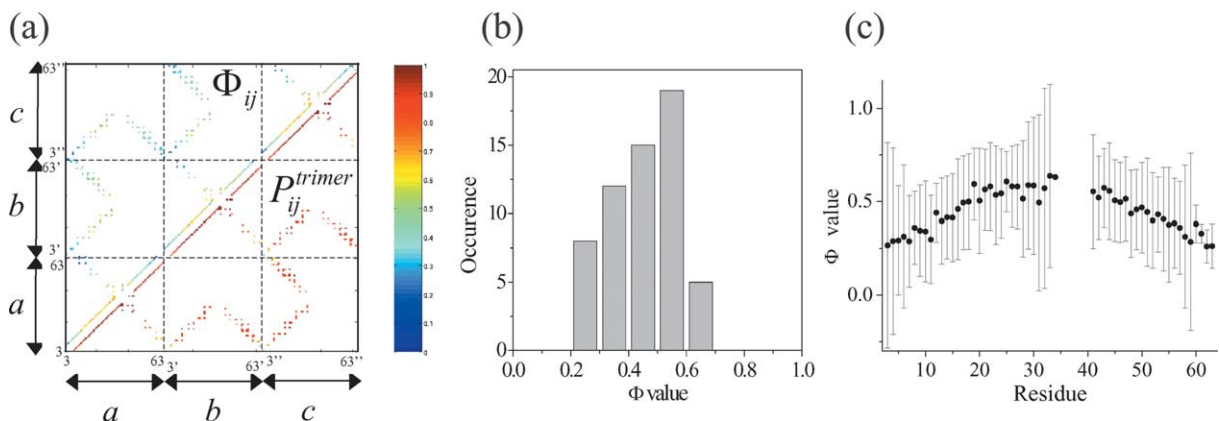 (a)
(b)
(c)
63''
c
3''
63'
b
3'
63
a
3
Φij
Pij trimer
3
63
3'
63'
3''
63''
a
b
c
1
0.9
0.8
0.7
0.6
0.5
0.4
0.3
0.2
0.1
0
20
15
10
5
0
Occurence
0.0
0.2
0.4
0.6
0.8
1.0
Φ value
1.0
0.5
0.0
Φ value
10
20
30
40
50
60
Residue